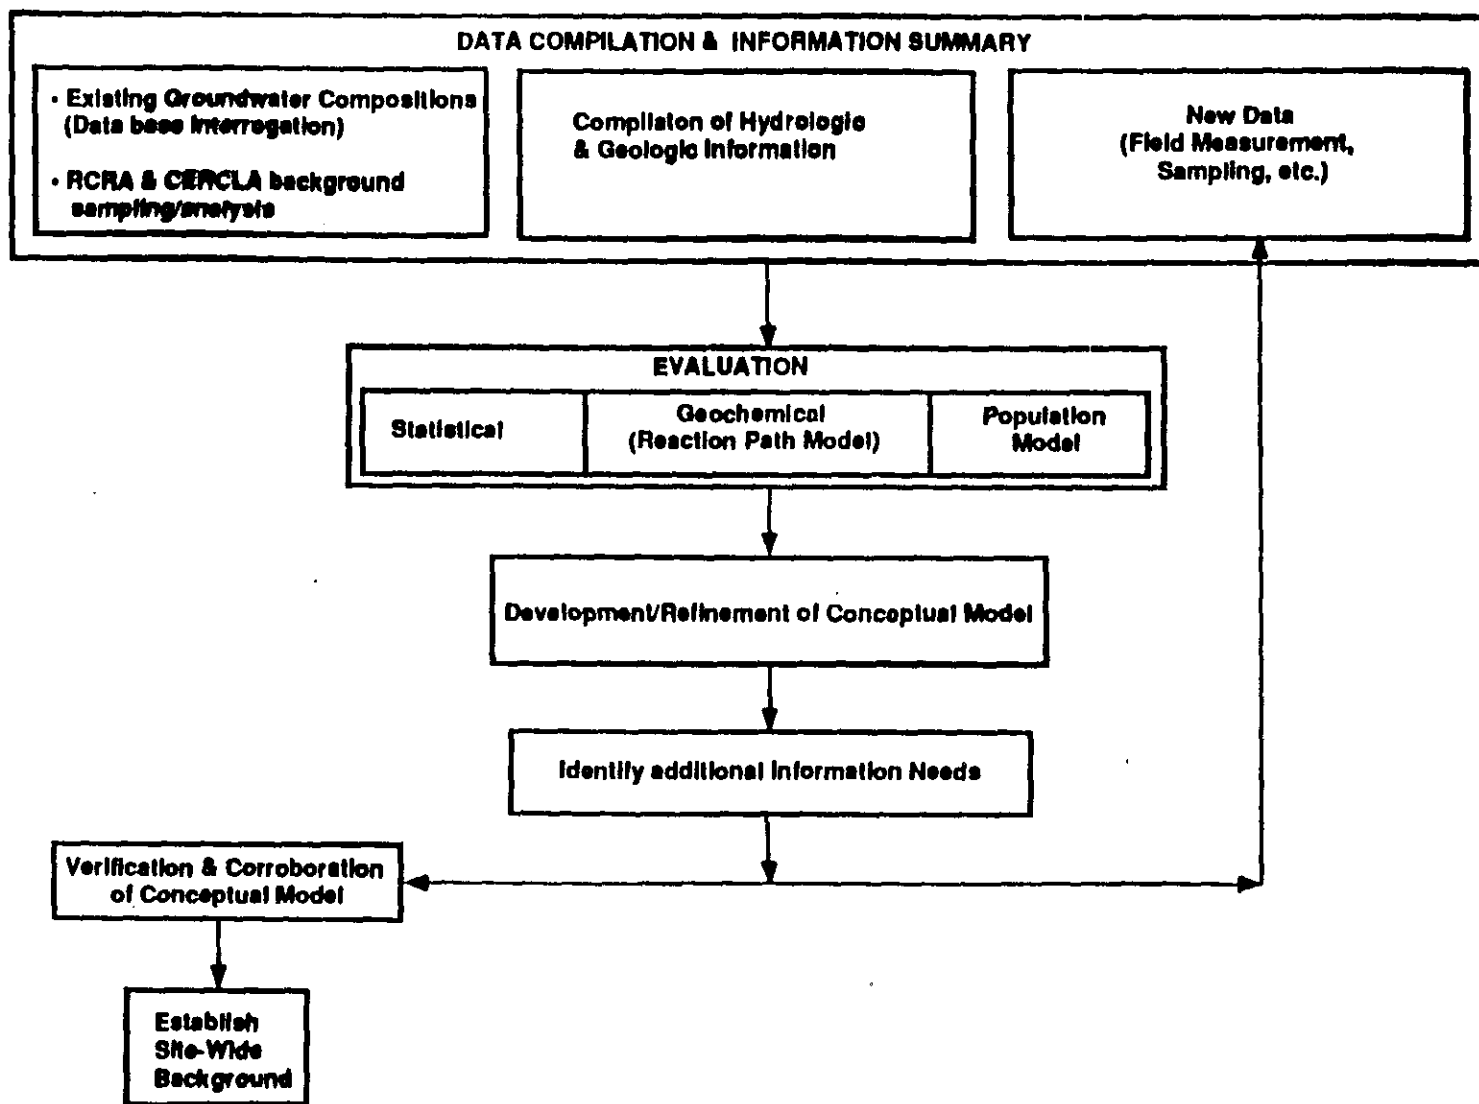 DATA COMPILATION & INFORMATION SUMMARY
• Existing Groundwater Compositions
(Data base Interrogation)
• RCRA & CERCLA background
sampling/analysis
Compilaton of Hydrologic
& Geologic Information
New Data
(Field Measurement,
Sampling, etc.)
EVALUATION
Statistical
Geochemical
(Reaction Path Model)
Population
Model
Development/Refinement of Conceptual Model
Identify additional Information Needs
Verification & Corroboration
of Conceptual Model
Establish
Site-Wide
Background